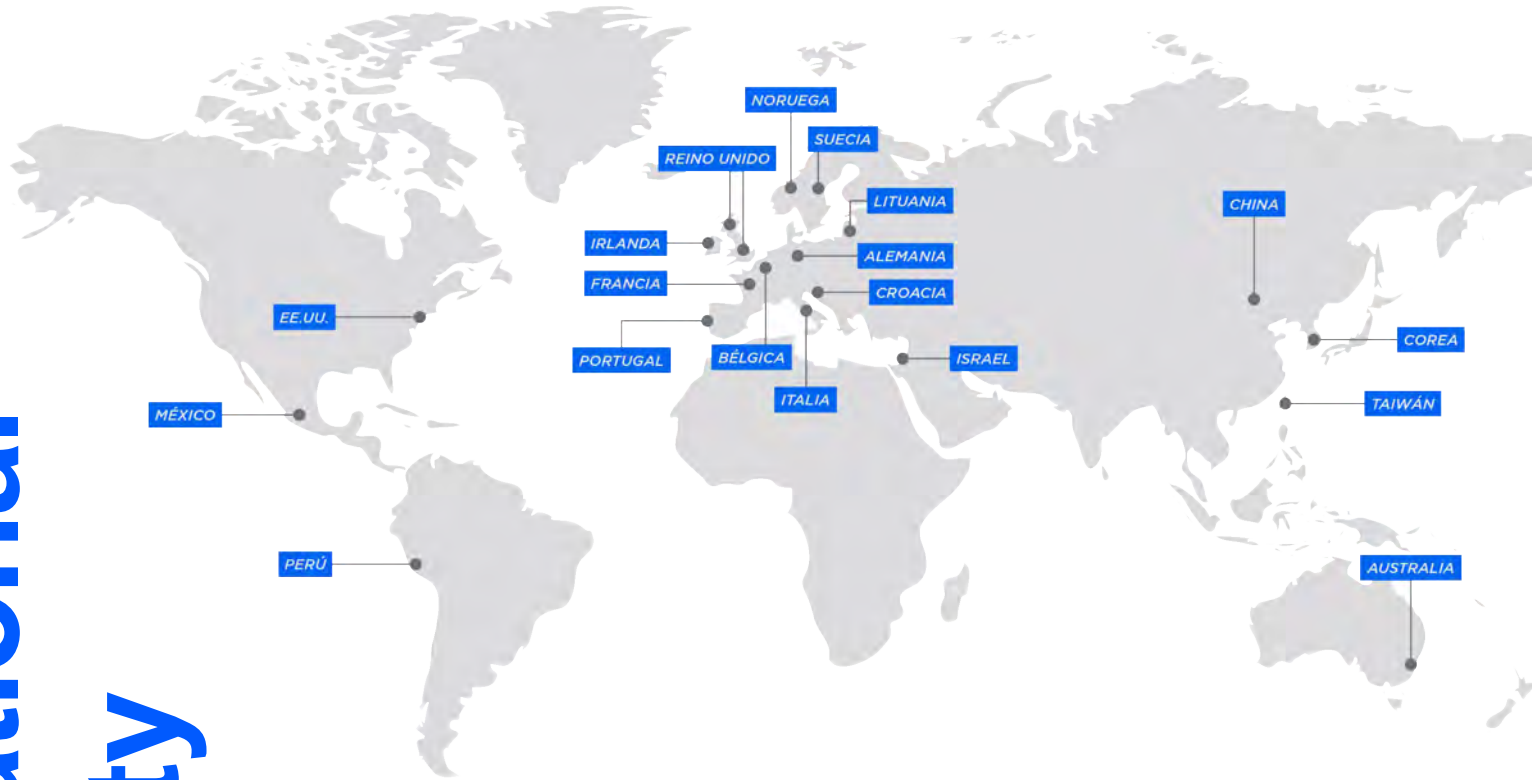 NORUEGA
SUECIA
REINO UNIDO
LITUANIA
CHINA
IRLANDA
ALEMANIA
FRANCIA
CROACIA
EE.UU.
COREA
PORTUGAL
BÉLGICA
ISRAEL
ITALIA
TAIWÁN
MÉXICO
PERÚ
AUSTRALIA